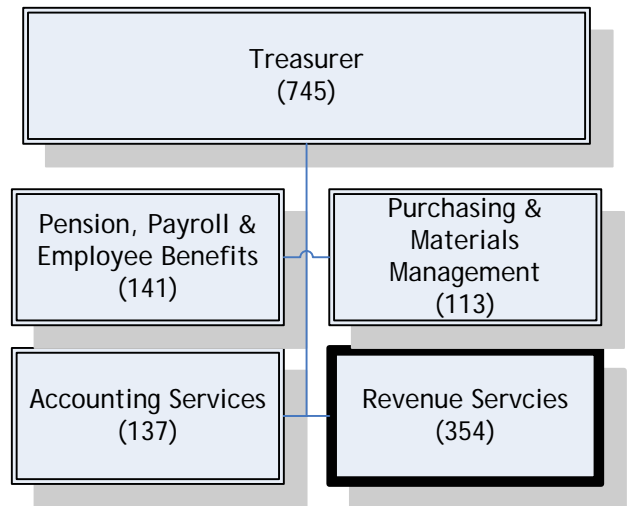 Treasurer
(745)
Pension, Payroll &
Employee Benefits
(141)
Purchasing &
Materials
Management
(113)
Accounting Services
(137)
Revenue Servcies
(354)